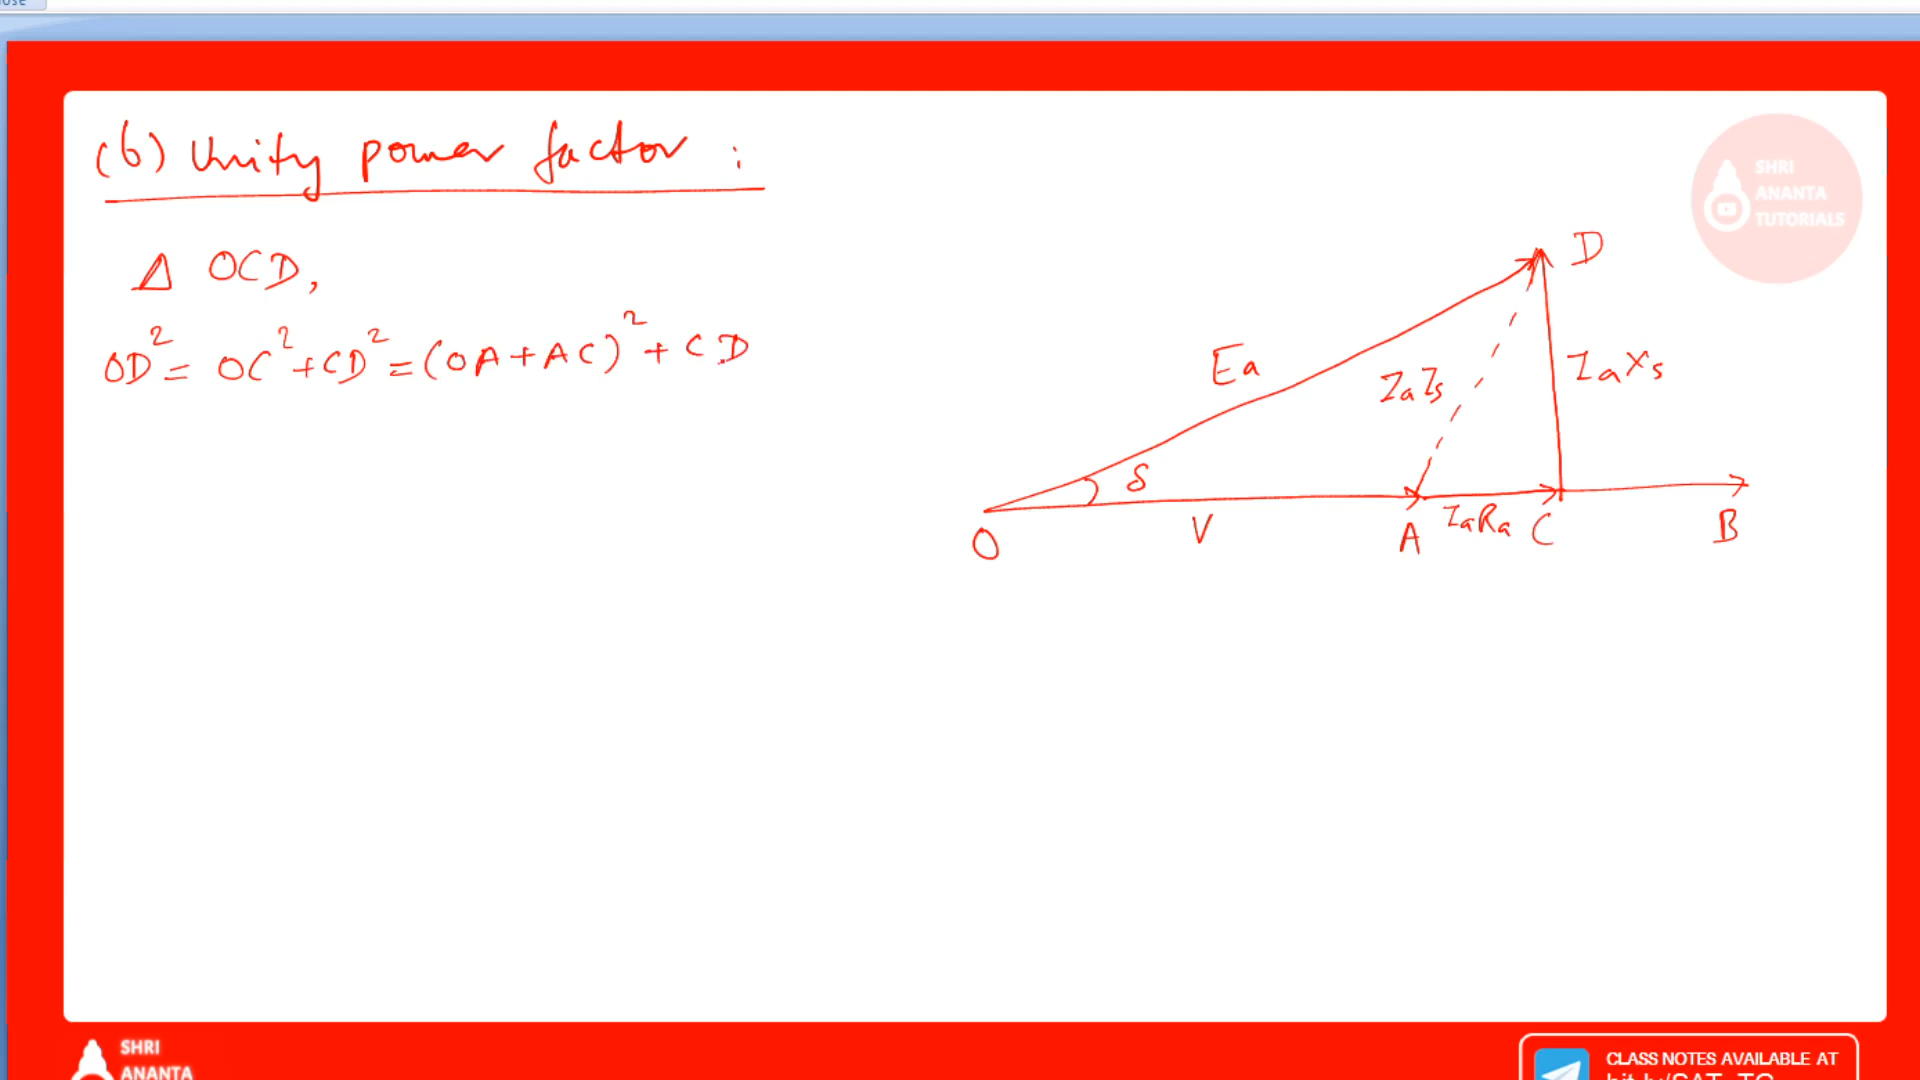 (b) Unity power factor :
SHRI
ANANTA
TUTORIALS
Δ OCD,
OD² = OC² + CD² = (OA + AC)² + CD
D
Ea
IaZs
IaXs
δ
O
V
A
IaRa
C
B
SHRI
ANANTA
CLASS NOTES AVAILABLE AT